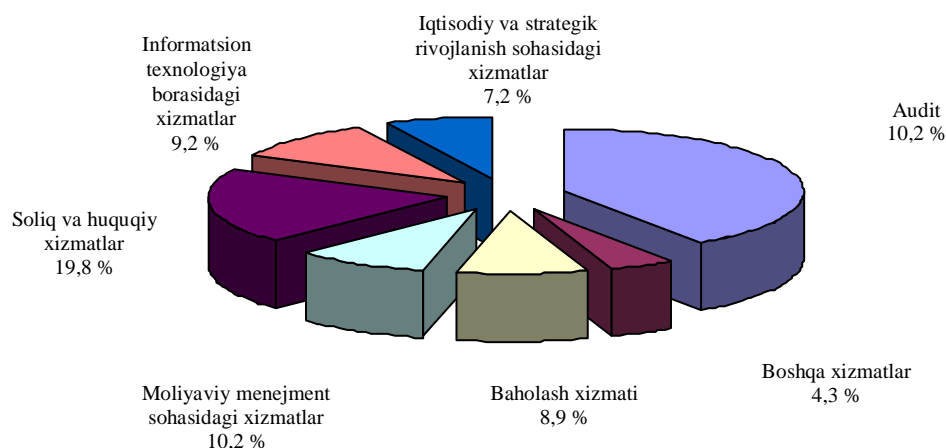 Iqtisodiy va strategik
rivojlanish sohasidagi
xizmatlar
7,2 %
Informatsion
texnologiya
borasidagi
xizmatlar
9,2 %
Audit
10,2 %
Soliq va huquqiy
xizmatlar
19,8 %
Moliyaviy menejment
sohasidagi xizmatlar
10,2 %
Baholash xizmati
8,9 %
Boshqa xizmatlar
4,3 %